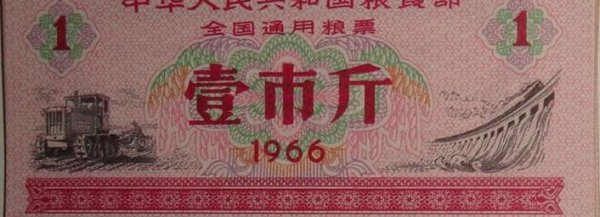 中华人民共和国粮食部
全国通用粮票
1 1
壹市斤
1966